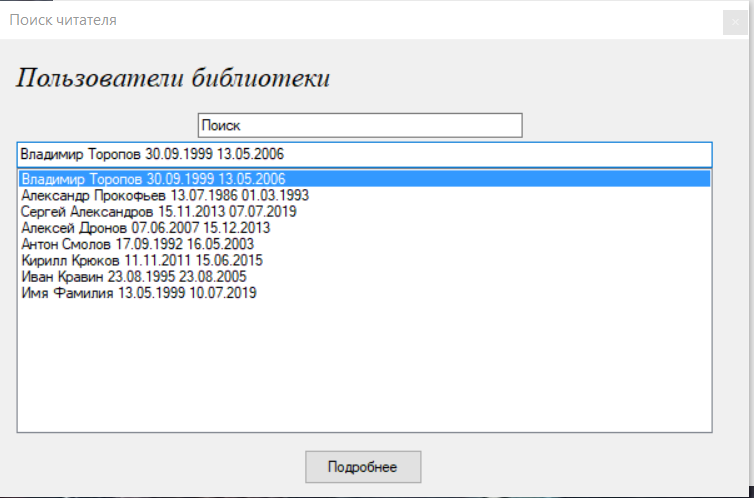 Поиск читателя
Пользователи библиотеки
Поиск
Владимир Торопов 30.09.1999 13.05.2006
Владимир Торопов 30.09.1999 13.05.2006
Александр Прокофьев 13.07.1986 01.03.1993
Сергей Александров 15.11.2013 07.07.2019
Алексей Дронов 07.06.2007 15.12.2013
Антон Смолов 17.09.1992 16.05.2003
Кирилл Крюков 11.11.2011 15.06.2015
Иван Кравин 23.08.1995 23.08.2005
Имя Фамилия 13.05.1999 10.07.2019
Подробнее